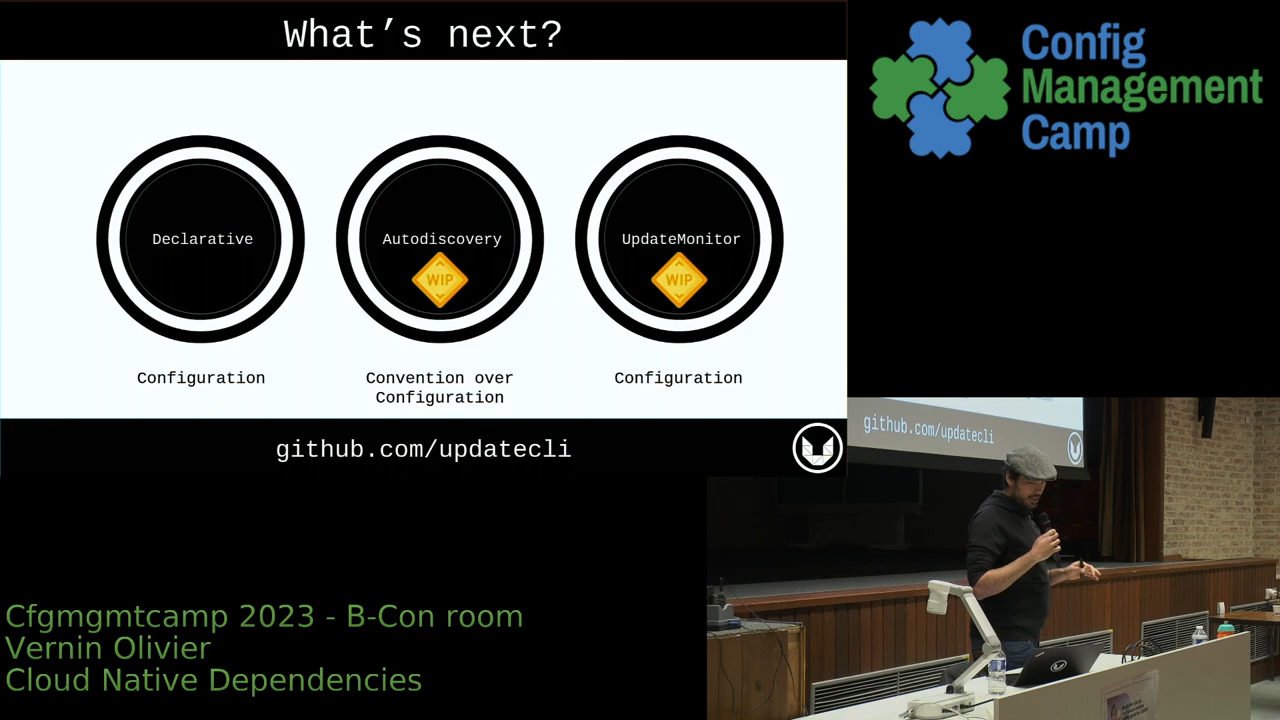 What’s next?
Config
Management
Camp
Declarative
Autodiscovery
UpdateMonitor
WIP
WIP
Configuration
Convention over
Configuration
Configuration
github.com/updatecli
github.com/updatecli
Cfgmgmtcamp 2023 - B-Con room
Vernin Olivier
Cloud Native Dependencies